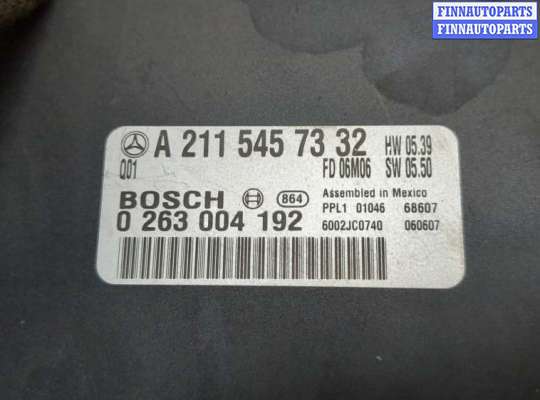 FINNAUTOPARTS
FINNAUTOPARTS
A 211 545 73 32 HW 05.39
Q01 FD 06M06 SW 05.50
BOSCH 864 Assembled in Mexico
0 263 004 192 PPL1 01046 68607
6002JC0740 060607